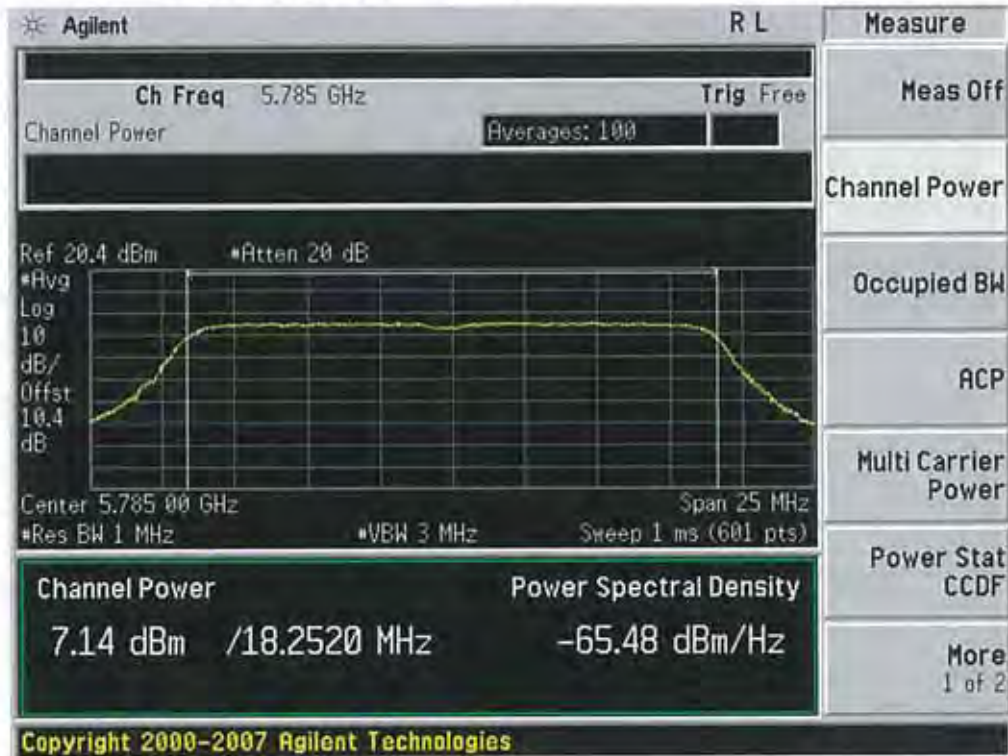 Agilent
R L
Measure
Ch Freq 5.785 GHz
Trig Free
Channel Power
Averages: 100
Meas Off
Channel Power
Occupied BW
ACP
Multi Carrier
Power
Power Stat
CCDF
More
1 of 2
Ref 20.4 dBm
*Atten 20 dB
*Avg
Log
10
dB/
Offst
10.4
dB
Center 5.785 00 GHz
Span 25 MHz
*Res BW 1 MHz
*VBW 3 MHz
Sweep 1 ms (601 pts)
Channel Power
Power Spectral Density
7.14 dBm /18.2520 MHz
-65.48 dBm/Hz
Copyright 2000-2007 Agilent Technologies